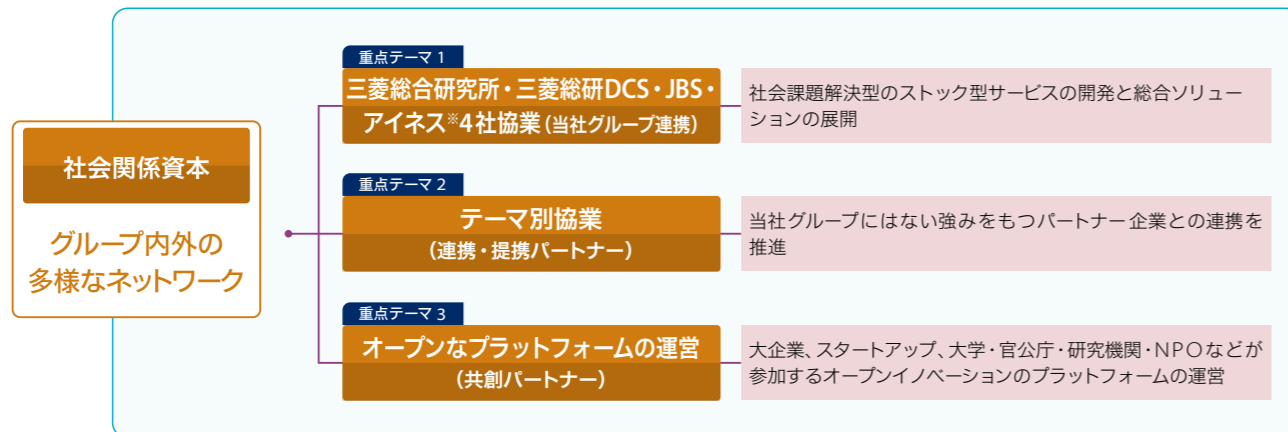 社会関係資本
グループ内外の
多様なネットワーク
重点テーマ 1
三菱総合研究所・三菱総研DCS・JBS・
アイネス※4社協業(当社グループ連携)
社会課題解決型のストック型サービスの開発と総合ソリュー
ションの展開
重点テーマ 2
テーマ別協業
(連携・提携パートナー)
当社グループにはない強みをもつパートナー企業との連携を
推進
重点テーマ 3
オープンなプラットフォームの運営
(共創パートナー)
大企業、スタートアップ、大学・官公庁・研究機関・NPOなどが
参加するオープンイノベーションのプラットフォームの運営